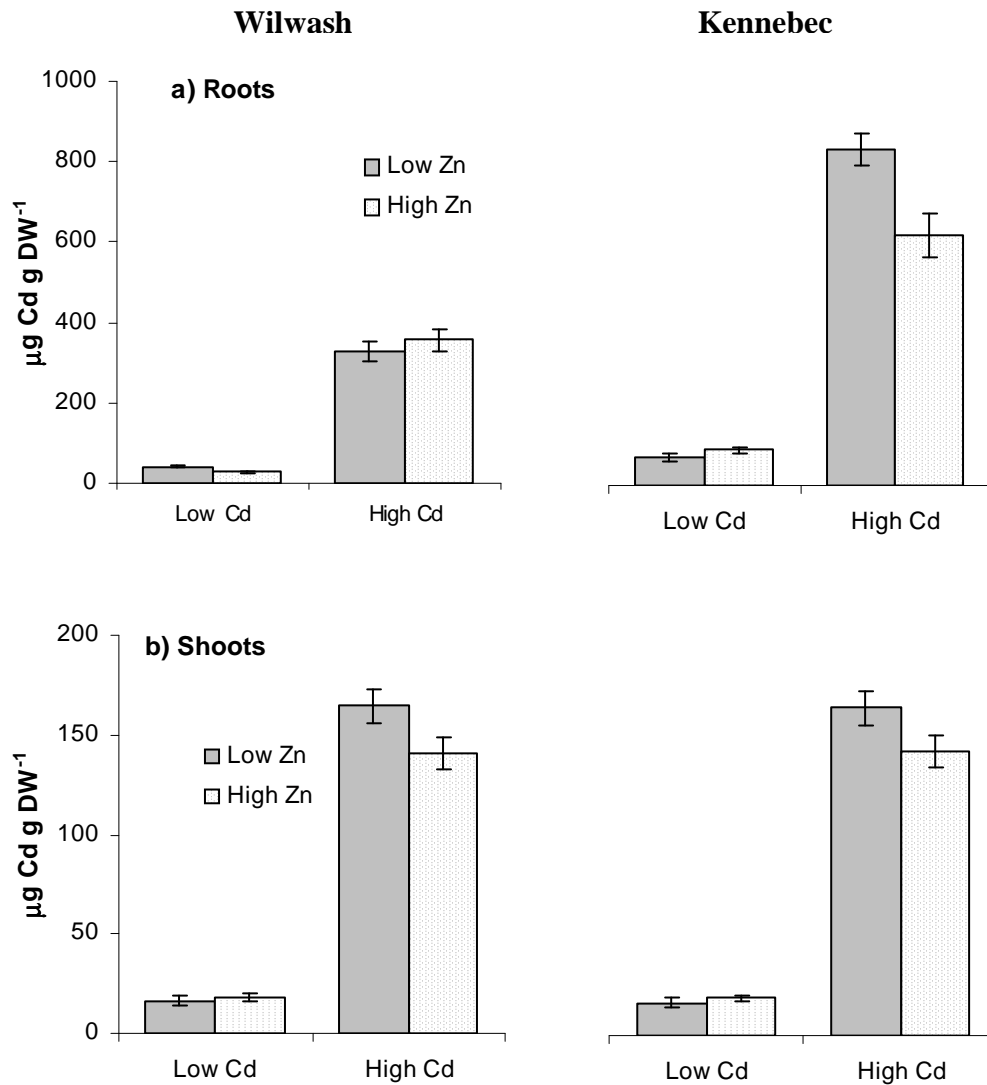 Wilwash
Kennebec
a) Roots
1000
800
600
400
200
0
µg Cd g DW⁻¹
Low Zn
High Zn
Low Cd
High Cd
Low Cd
High Cd
b) Shoots
200
150
100
50
0
µg Cd g DW⁻¹
Low Zn
High Zn
Low Cd
High Cd
Low Cd
High Cd